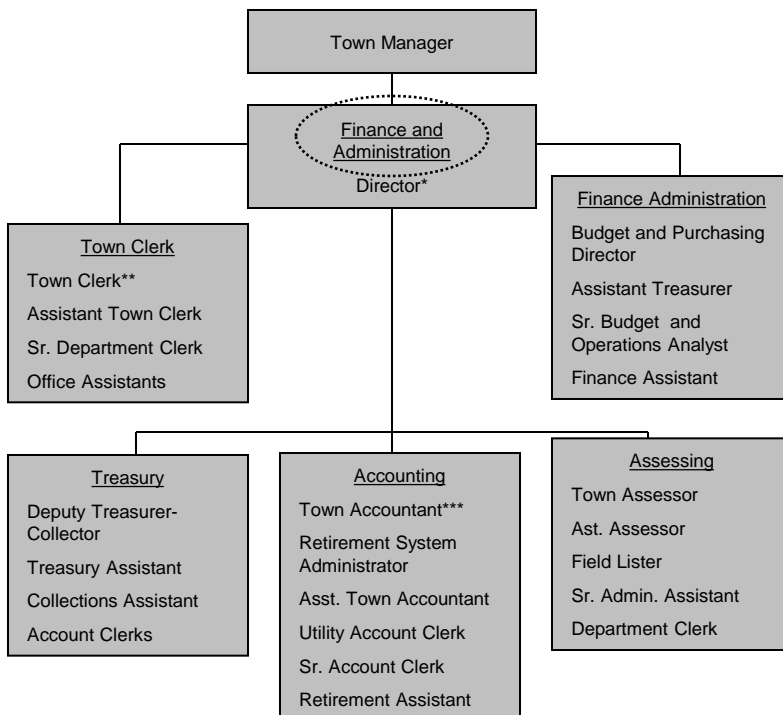 Town Manager
Finance and
Administration
Director*
Town Clerk
Town Clerk**
Assistant Town Clerk
Sr. Department Clerk
Office Assistants
Finance Administration
Budget and Purchasing
Director
Assistant Treasurer
Sr. Budget and
Operations Analyst
Finance Assistant
Treasury
Deputy Treasurer-
Collector
Treasury Assistant
Collections Assistant
Account Clerks
Accounting
Town Accountant***
Retirement System
Administrator
Asst. Town Accountant
Utility Account Clerk
Sr. Account Clerk
Retirement Assistant
Assessing
Town Assessor
Ast. Assessor
Field Lister
Sr. Admin. Assistant
Department Clerk